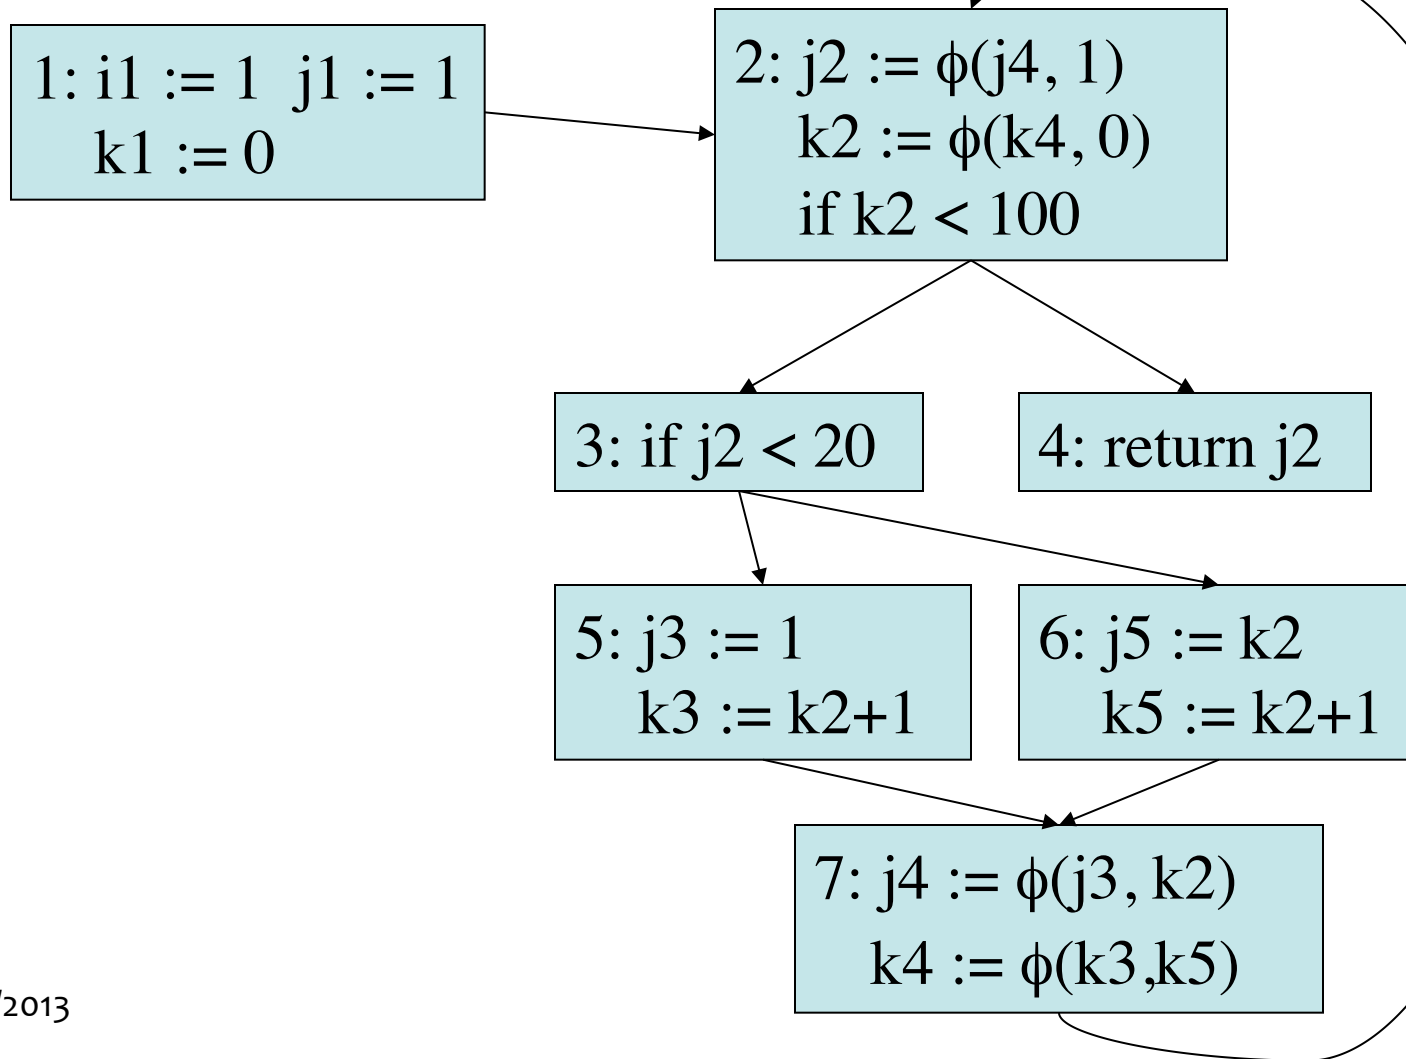 1: i1 := 1 j1 := 1
k1 := 0
2: j2 := ϕ(j4, 1)
k2 := ϕ(k4, 0)
if k2 < 100
3: if j2 < 20
4: return j2
5: j3 := 1
k3 := k2+1
6: j5 := k2
k5 := k2+1
7: j4 := ϕ(j3, k2)
k4 := ϕ(k3,k5)
/2013